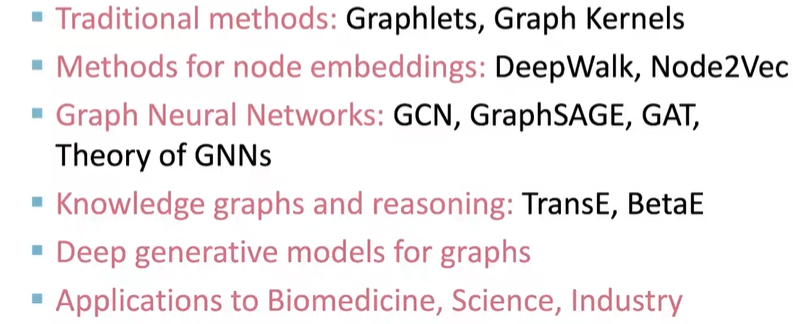 Traditional methods: Graphlets, Graph Kernels
Methods for node embeddings: DeepWalk, Node2Vec
Graph Neural Networks: GCN, GraphSAGE, GAT,
Theory of GNNs
Knowledge graphs and reasoning: TransE, BetaE
Deep generative models for graphs
Applications to Biomedicine, Science, Industry